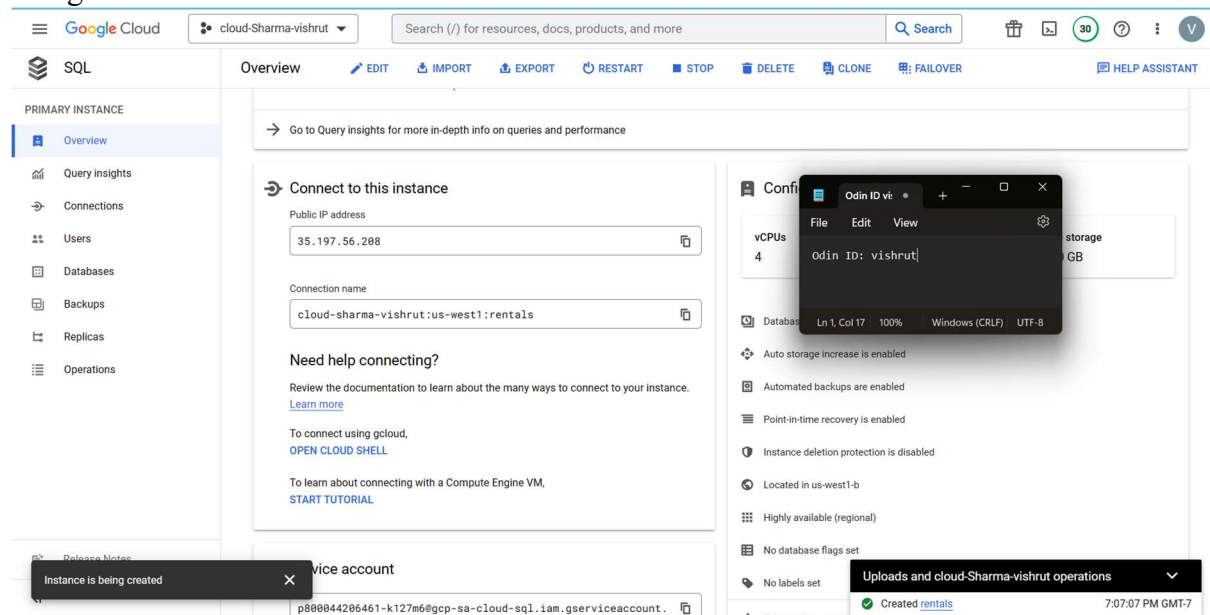 Google Cloud
cloud-Sharma-vishrut
Search (/) for resources, docs, products, and more
Search
30
V
SQL
Overview
EDIT
IMPORT
EXPORT
RESTART
STOP
DELETE
CLONE
FAILOVER
HELP ASSISTANT
PRIMARY INSTANCE
Overview
Query insights
Connections
Users
Databases
Backups
Replicas
Operations
Release Notes
Instance is being created
Go to Query insights for more in-depth info on queries and performance
Connect to this instance
Public IP address
35.197.56.208
Connection name
cloud-sharma-vishrut:us-west1:rentals
Need help connecting?
Review the documentation to learn about the many ways to connect to your instance.
Learn more
To connect using gcloud,
OPEN CLOUD SHELL
To learn about connecting with a Compute Engine VM,
START TUTORIAL
account
p800044206461-k127m6@gcp-sa-cloud-sql.iam.gserviceaccount.
vCPUs
4
storage
GB
Odin ID vi
File Edit View
Odin ID: vishrut
Ln 1, Col 17 100% Windows (CRLF) UTF-8
Auto storage increase is enabled
Automated backups are enabled
Point-in-time recovery is enabled
Instance deletion protection is disabled
Located in us-west1-b
Highly available (regional)
No database flags set
No labels set
Uploads and cloud-Sharma-vishrut operations
Created rentals
7:07:07 PM GMT-7